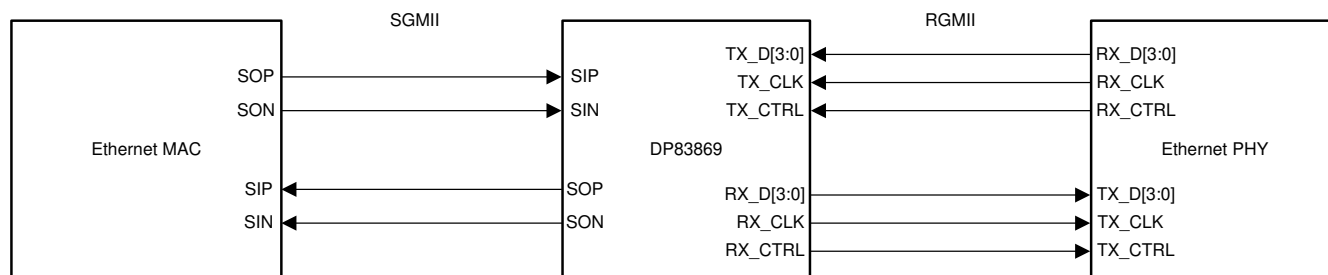 SGMII
RGMII
TX_D[3:0]
RX_D[3:0]
SOP
SIP
TX_CLK
RX_CLK
SON
SIN
TX_CTRL
RX_CTRL
Ethernet MAC
DP83869
Ethernet PHY
SIP
SOP
RX_D[3:0]
TX_D[3:0]
SIN
SON
RX_CLK
TX_CLK
RX_CTRL
TX_CTRL